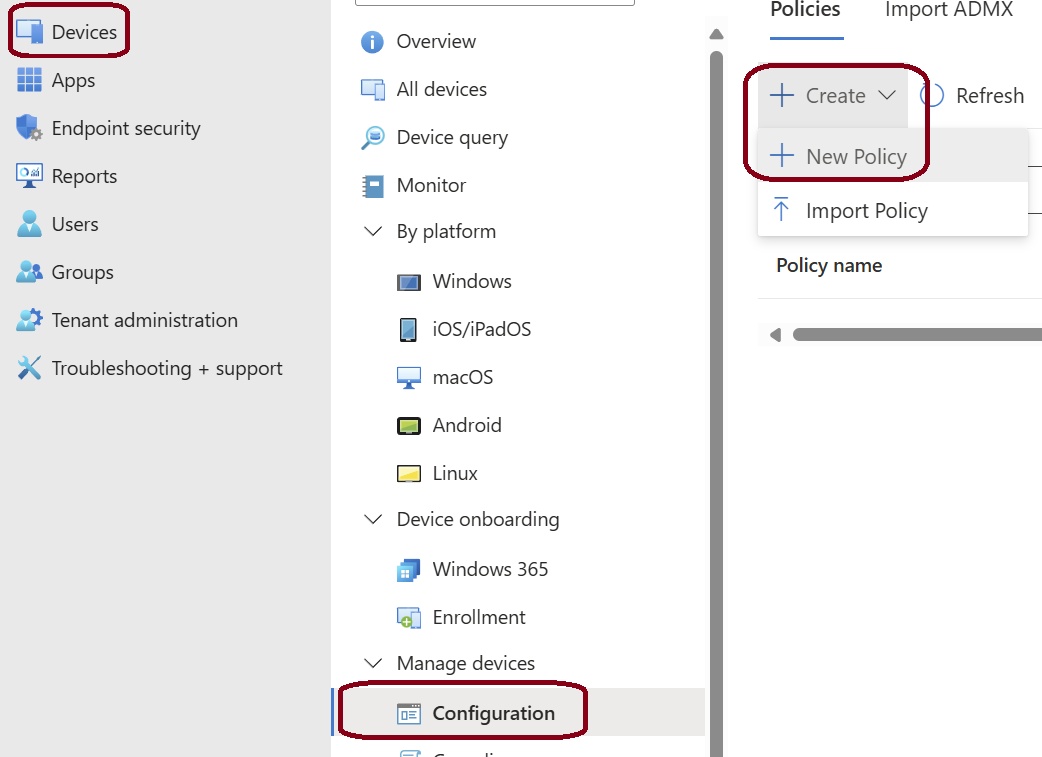 Devices
Apps
Endpoint security
Reports
Users
Groups
Tenant administration
Troubleshooting + support
Overview
All devices
Device query
Monitor
By platform
Windows
iOS/iPadOS
macOS
Android
Linux
Device onboarding
Windows 365
Enrollment
Manage devices
Configuration
Policies
Import ADMX
Create
Refresh
New Policy
Import Policy
Policy name